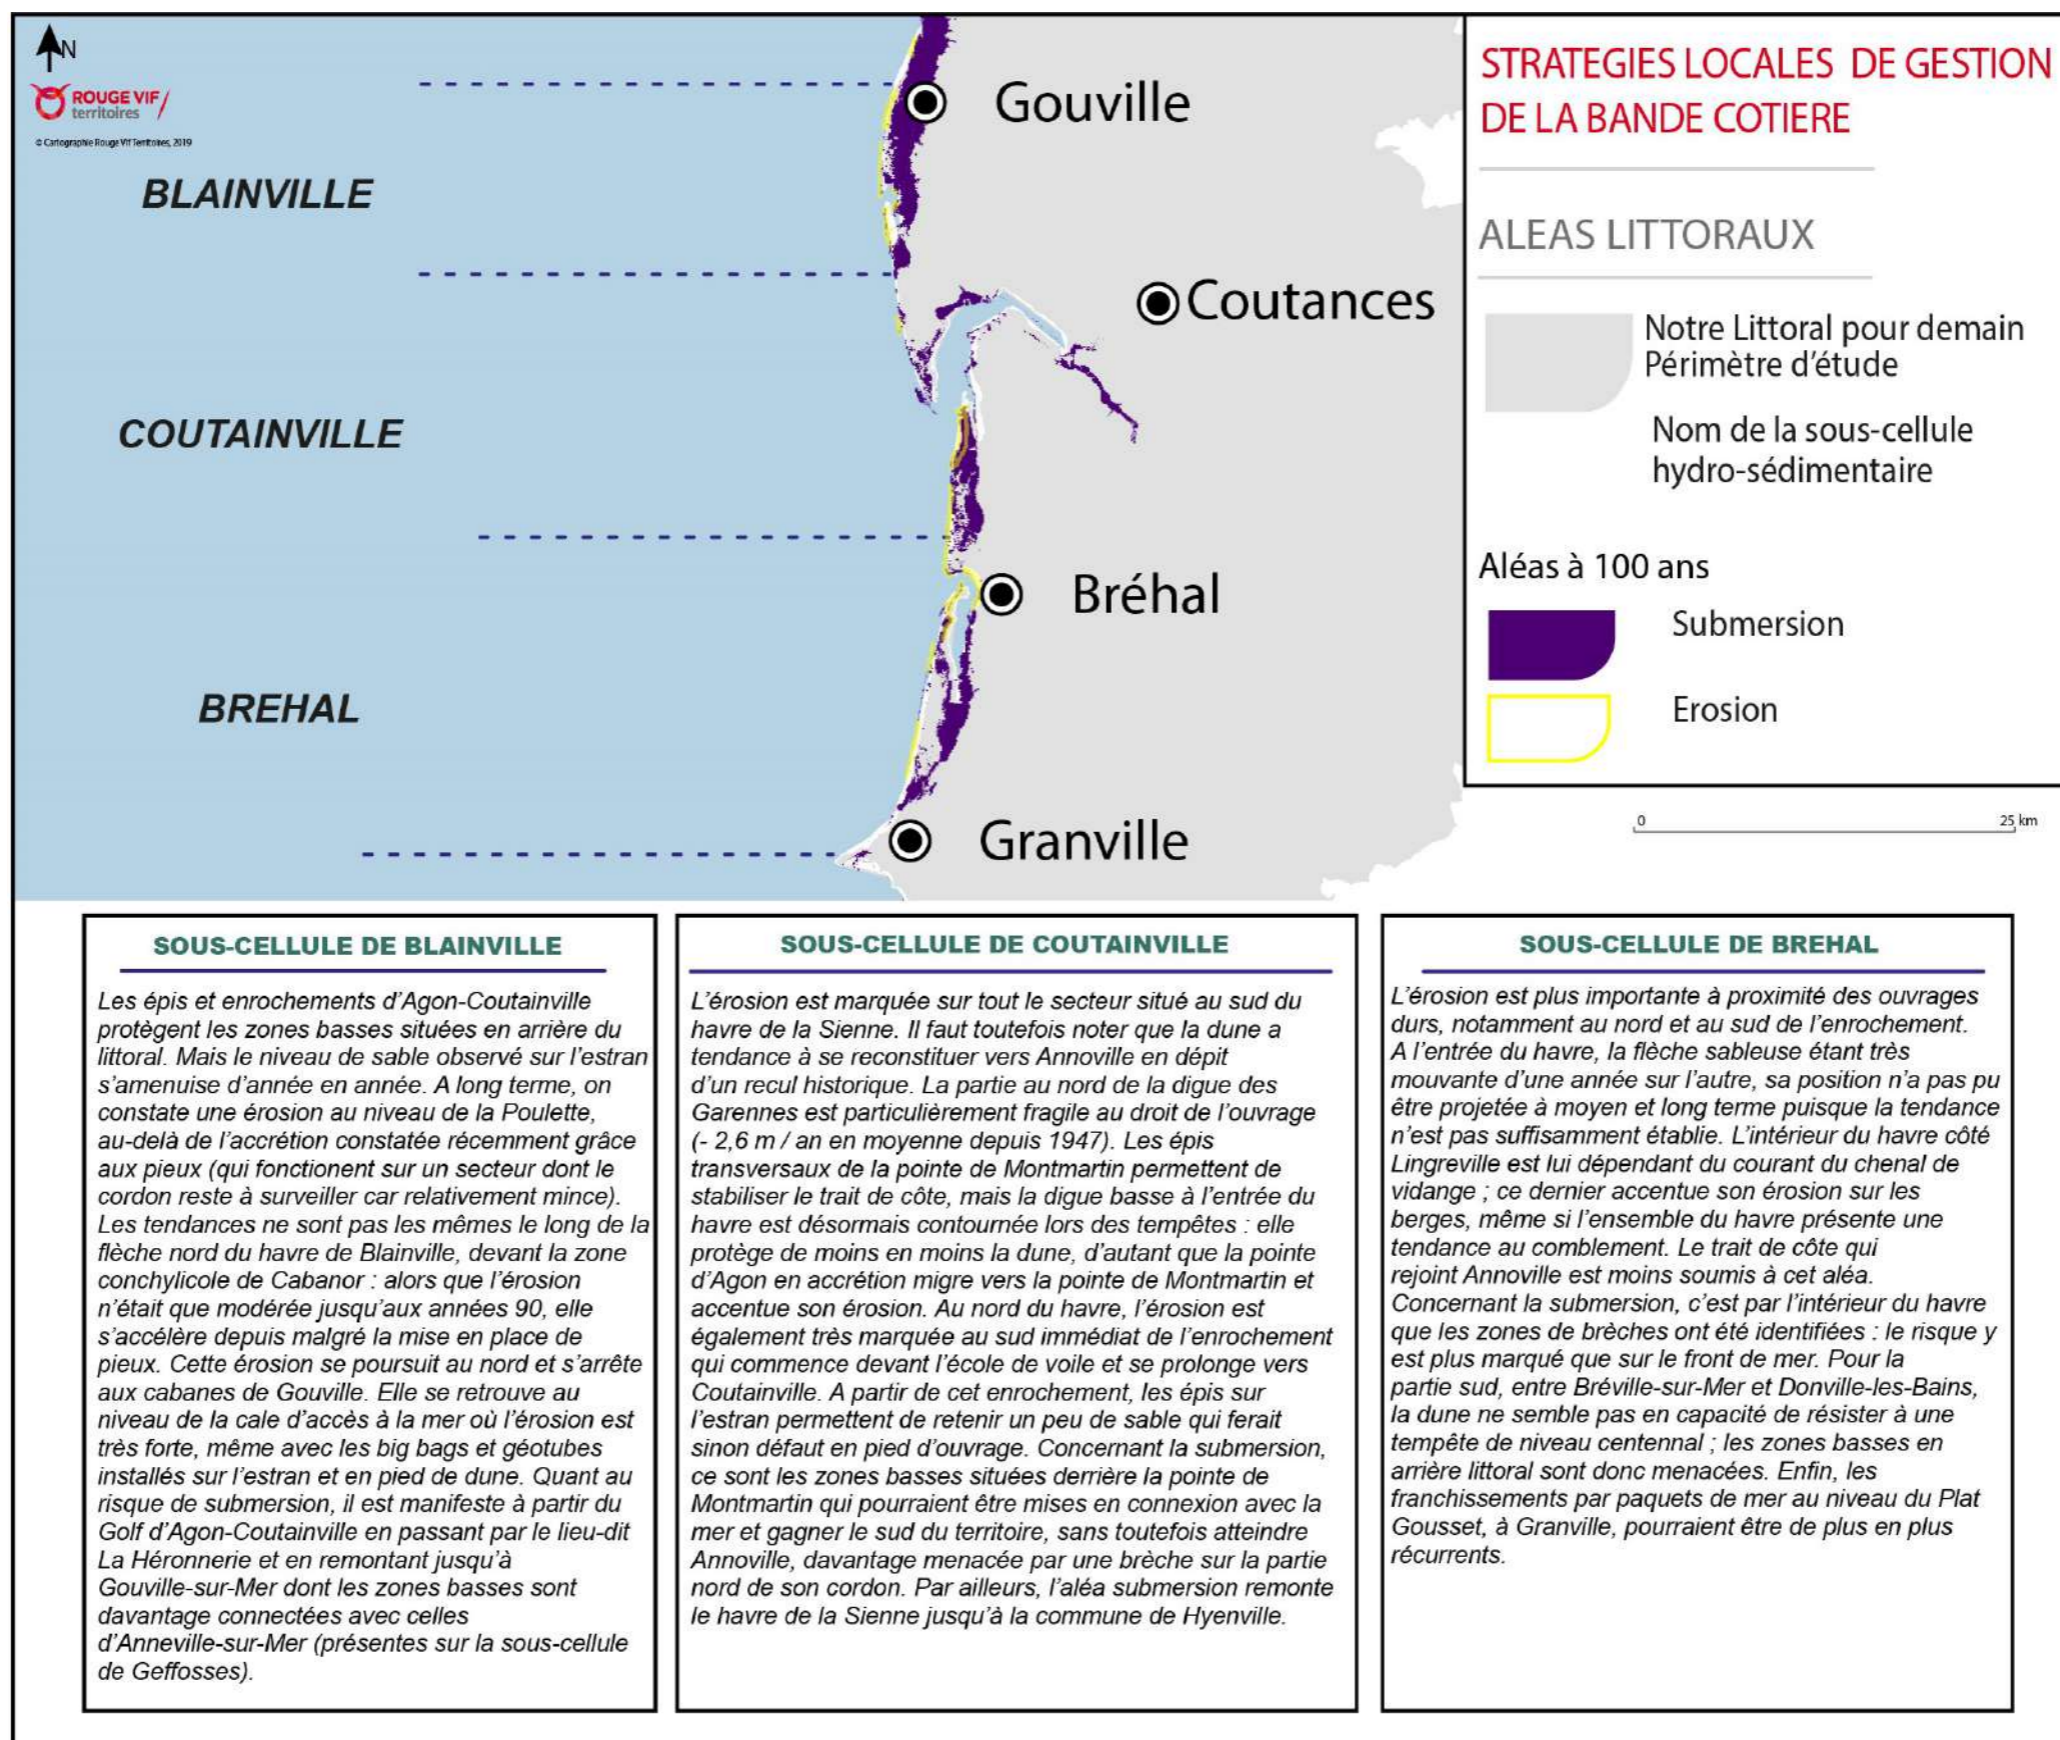 N
ROUGE VIF/
territoires
© Cartographie Rouge Vif Territoires, 2019
BLAINVILLE
COUTAINVILLE
BREHAL
Gouville
Coutances
Bréhal
Granville
STRATEGIES LOCALES DE GESTION
DE LA BANDE COTIERE
ALEAS LITTORAUX
Notre Littoral pour demain
Périmètre d'étude
Nom de la sous-cellule
hydro-sédimentaire
Aléas à 100 ans
Submersion
Erosion
0 25 km
SOUS-CELLULE DE BLAINVILLE
Les épis et enrochements d'Agon-Coutainville
protègent les zones basses situées en arrière du
littoral. Mais le niveau de sable observé sur l'estran
s'amenuise d'année en année. A long terme, on
constate une érosion au niveau de la Poulette,
au-delà de l'accrétion constatée récemment grâce
aux pieux (qui fonctionent sur un secteur dont le
cordon reste à surveiller car relativement mince).
Les tendances ne sont pas les mêmes le long de la
flèche nord du havre de Blainville, devant la zone
conchylicole de Cabanor : alors que l'érosion
n'était que modérée jusqu'aux années 90, elle
s'accélère depuis malgré la mise en place de
pieux. Cette érosion se poursuit au nord et s'arrête
aux cabanes de Gouville. Elle se retrouve au
niveau de la cale d'accès à la mer où l'érosion est
très forte, même avec les big bags et géotubes
installés sur l'estran et en pied de dune. Quant au
risque de submersion, il est manifeste à partir du
Golf d'Agon-Coutainville en passant par le lieu-dit
La Héronnerie et en remontant jusqu'à
Gouville-sur-Mer dont les zones basses sont
davantage connectées avec celles
d'Anneville-sur-Mer (présentes sur la sous-cellule
de Geffosses).
SOUS-CELLULE DE COUTAINVILLE
L'érosion est marquée sur tout le secteur situé au sud du
havre de la Sienne. Il faut toutefois noter que la dune a
tendance à se reconstituer vers Annoville en dépit
d'un recul historique. La partie au nord de la digue des
Garennes est particulièrement fragile au droit de l'ouvrage
(- 2,6 m / an en moyenne depuis 1947). Les épis
transversaux de la pointe de Montmartin permettent de
stabiliser le trait de côte, mais la digue basse à l'entrée du
havre est désormais contournée lors des tempêtes : elle
protège de moins en moins la dune, d'autant que la pointe
d'Agon en accrétion migre vers la pointe de Montmartin et
accentue son érosion. Au nord du havre, l'érosion est
également très marquée au sud immédiat de l'enrochement
qui commence devant l'école de voile et se prolonge vers
Coutainville. A partir de cet enrochement, les épis sur
l'estran permettent de retenir un peu de sable qui ferait
sinon défaut en pied d'ouvrage. Concernant la submersion,
ce sont les zones basses situées derrière la pointe de
Montmartin qui pourraient être mises en connexion avec la
mer et gagner le sud du territoire, sans toutefois atteindre
Annoville, davantage menacée par une brèche sur la partie
nord de son cordon. Par ailleurs, l'aléa submersion remonte
le havre de la Sienne jusqu'à la commune de Hyenville.
SOUS-CELLULE DE BREHAL
L'érosion est plus importante à proximité des ouvrages
durs, notamment au nord et au sud de l'enrochement.
A l'entrée du havre, la flèche sableuse étant très
mouvante d'une année sur l'autre, sa position n'a pas pu
être projetée à moyen et long terme puisque la tendance
n'est pas suffisamment établie. L'intérieur du havre côté
Lingreville est lui dépendant du courant du chenal de
vidange ; ce dernier accentue son érosion sur les
berges, même si l'ensemble du havre présente une
tendance au comblement. Le trait de côte qui
rejoint Annoville est moins soumis à cet aléa.
Concernant la submersion, c'est par l'intérieur du havre
que les zones de brèches ont été identifiées : le risque y
est plus marqué que sur le front de mer. Pour la
partie sud, entre Bréville-sur-Mer et Donville-les-Bains,
la dune ne semble pas en capacité de résister à une
tempête de niveau centennal ; les zones basses en
arrière littoral sont donc menacées. Enfin, les
franchissements par paquets de mer au niveau du Plat
Gousset, à Granville, pourraient être de plus en plus
récurrents.